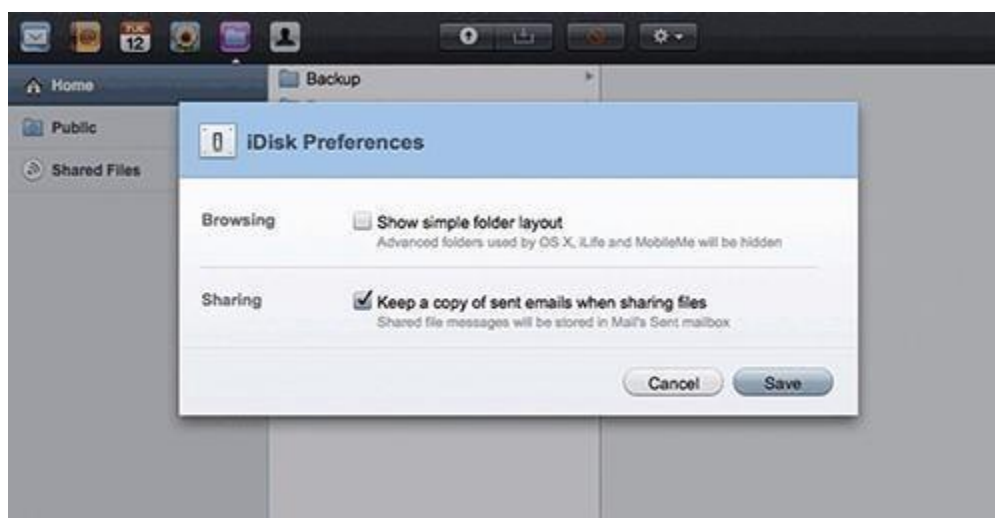 TUE
12
Home
Backup
Public
Shared Files
iDisk Preferences
Browsing
Show simple folder layout
Advanced folders used by OS X, iLife and MobileMe will be hidden
Sharing
Keep a copy of sent emails when sharing files
Shared file messages will be stored in Mail's Sent mailbox
Cancel
Save